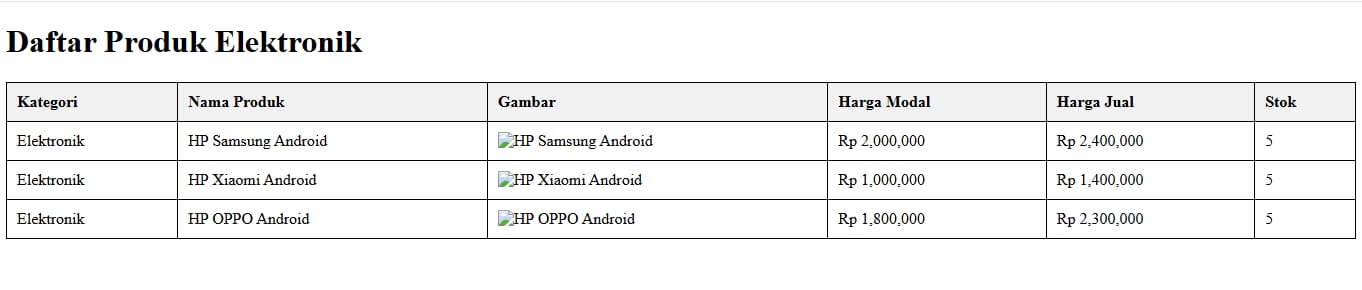 Daftar Produk Elektronik
Kategori Nama Produk Gambar Harga Modal Harga Jual Stok
Elektronik HP Samsung Android HP Samsung Android Rp 2,000,000 Rp 2,400,000 5
Elektronik HP Xiaomi Android HP Xiaomi Android Rp 1,000,000 Rp 1,400,000 5
Elektronik HP OPPO Android HP OPPO Android Rp 1,800,000 Rp 2,300,000 5